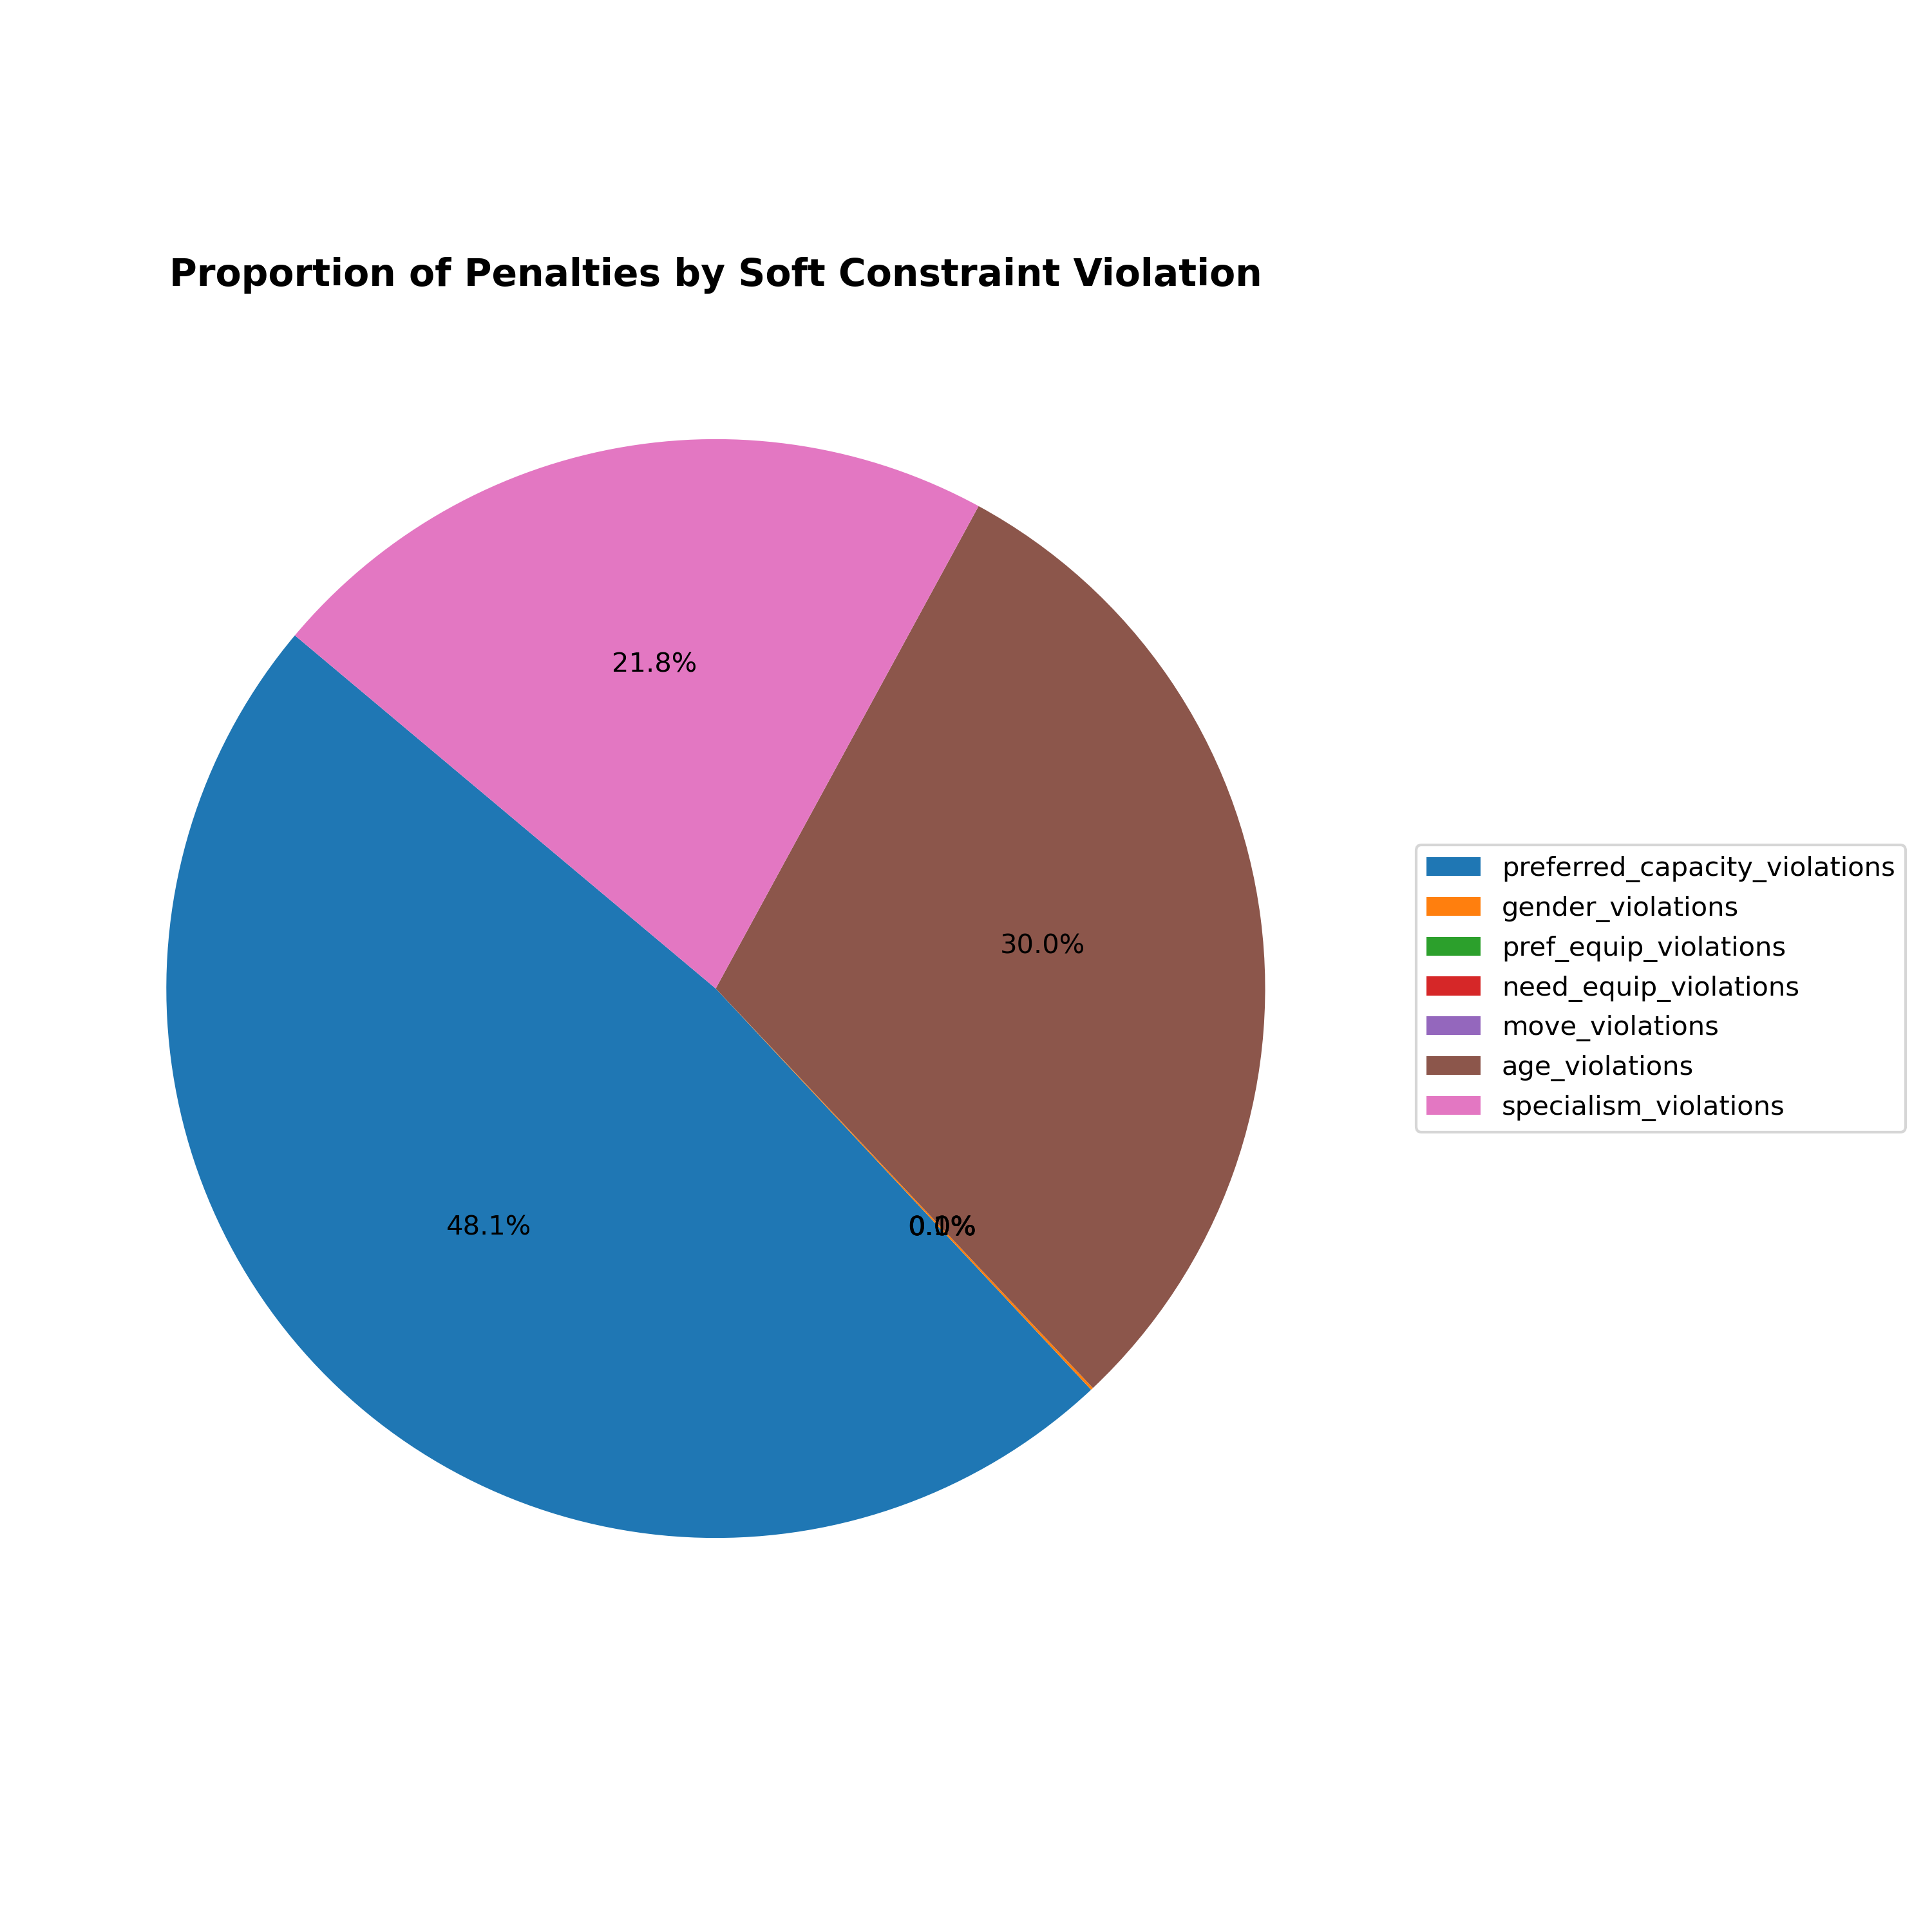 Proportion of Penalties by Soft Constraint Violation
21.8%
30.0%
48.1%
preferred_capacity_violations
gender_violations
pref_equip_violations
need_equip_violations
move_violations
age_violations
specialism_violations